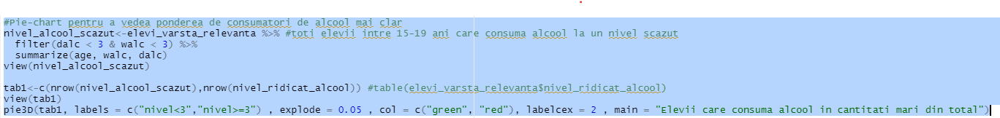 #Pie-chart pentru a vedea ponderea de consumatori de alcool mai clar
nivel_alcool_scazut<-elevi_varsta_relevanta %>% #toti elevii intre 15-19 ani care consuma alcool la un nivel scazut
  filter(dalc < 3 & walc < 3) %>%
  summarize(age, walc, dalc)
view(nivel_alcool_scazut)

tab1<-c(nrow(nivel_alcool_scazut),nrow(nivel_ridicat_alcool)) #table(elevi_varsta_relevanta$nivel_ridicat_alcool)
view(tab1)
pie3D(tab1, labels = c("nivel<3","nivel>=3") , explode = 0.05 , col = c("green", "red"), labelcex = 2 , main = "Elevii care consuma alcool in cantitati mari din total")